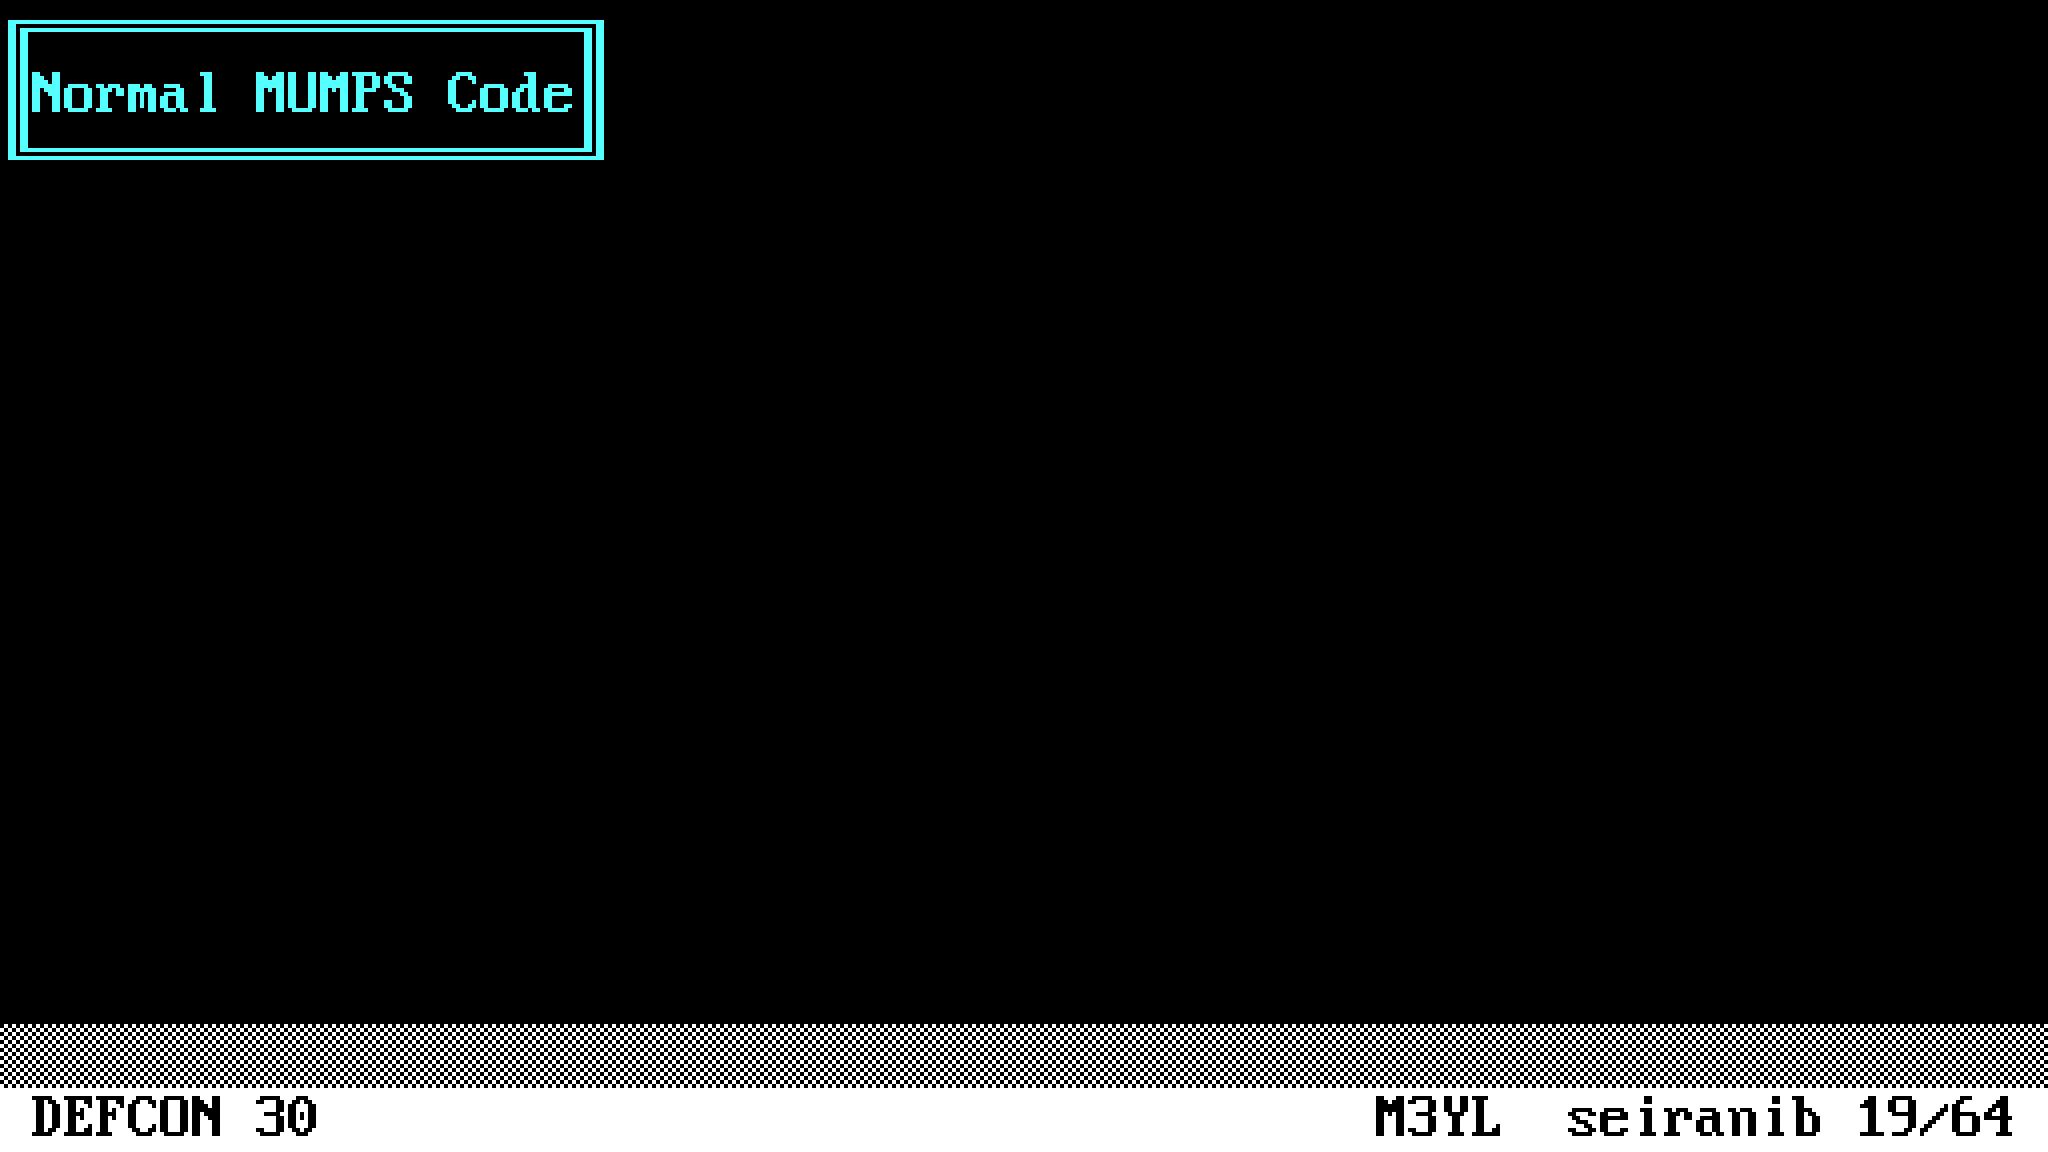 Normal MUMPS Code
DEFCON 30
M3YL seiranib 19/64